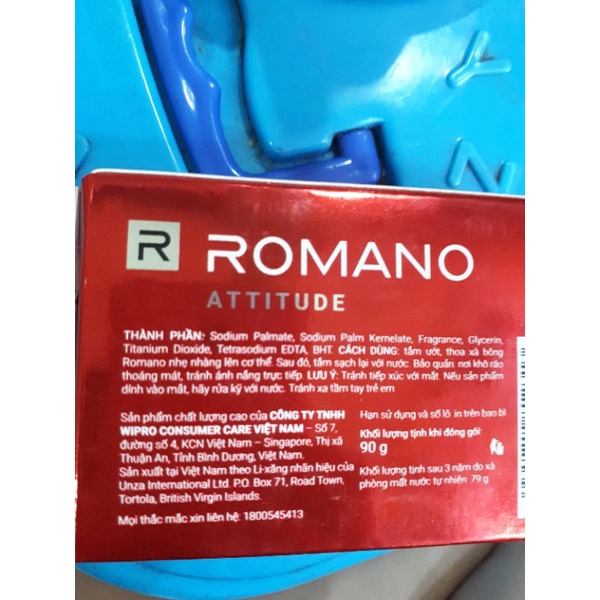 Y
N
R ROMANO
ATTITUDE
THÀNH PHẦN: Sodium Palmate, Sodium Palm Kernelate, Fragrance, Glycerin,
Titanium Dioxide, Tetrasodium EDTA, BHT. CÁCH DÙNG: tắm ướt, thoa xà bông
Romano nhẹ nhàng lên cơ thể. Sau đó, tắm sạch lại với nước. Bảo quản: nơi khô ráo
thoáng mát, tránh ánh nắng trực tiếp. LƯU Ý: Tránh tiếp xúc với mắt. Nếu sản phẩm
dính vào mắt, hãy rửa kỹ với nước. Tránh xa tầm tay trẻ em
Sản phẩm chất lượng cao của CÔNG TY TNHH
WIPRO CONSUMER CARE VIỆT NAM – Số 7,
đường số 4, KCN Việt Nam – Singapore, Thị xã
Thuận An, Tỉnh Bình Dương, Việt Nam.
Sản xuất tại Việt Nam theo Li-xăng nhãn hiệu của
Unza International Ltd. P.O. Box 71, Road Town,
Tortola, British Virgin Islands.
Mọi thắc mắc xin liên hệ: 1800545413
Hạn sử dụng và số lô in trên bao bì
Khối lượng tịnh khi đóng gói:
90 g
Khối lượng tịnh sau 3 năm do xà
phòng mất nước tự nhiên 79 g